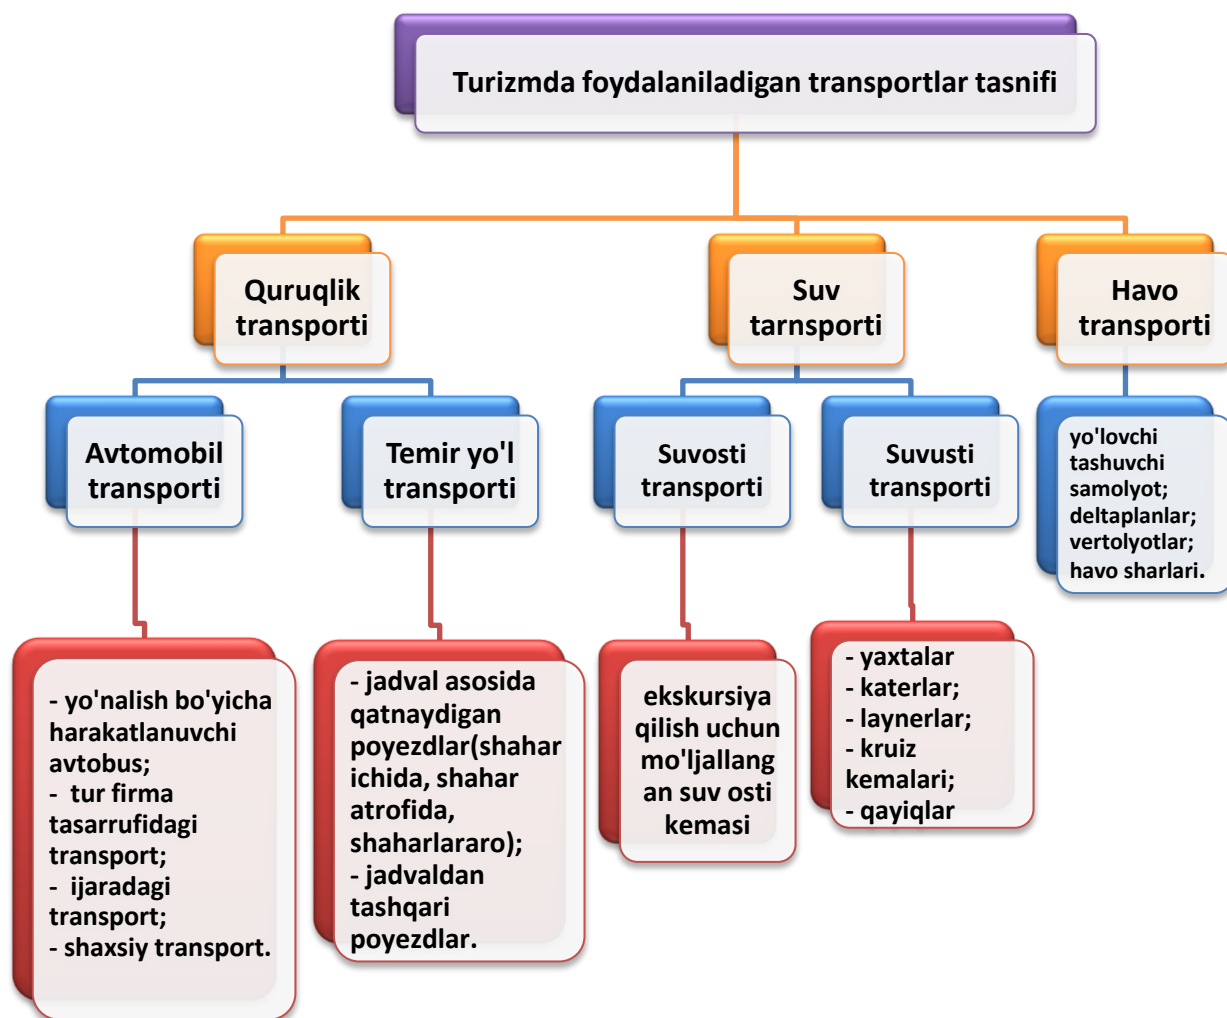 Turizmda foydalaniladigan transportlar tasnifi
Quruqlik
transporti
Suv
tarnsporti
Havo
transporti
Avtomobil
transporti
Temir yo'l
transporti
Suvosti
transporti
Suvusti
transporti
yo'lovchi
tashuvchi
samolyot;
deltaplanlar;
vertolyotlar;
havo sharlari.
- yo'nalish bo'yicha
harakatlanuvchi
avtobus;
- tur firma
tasarrufidagi
transport;
- ijaradagi
transport;
- shaxsiy transport.
- jadval asosida
qatnaydigan
poyezdlar(shahar
ichida, shahar
atrofida,
shaharlararo);
- jadvaldan
tashqari
poyezdlar.
ekskursiya
qilish uchun
mo'ljallang
an suv osti
kemasi
- yaxtalar
- katerlar;
- laynerlar;
- kruiz
kemalari;
- qayiqlar